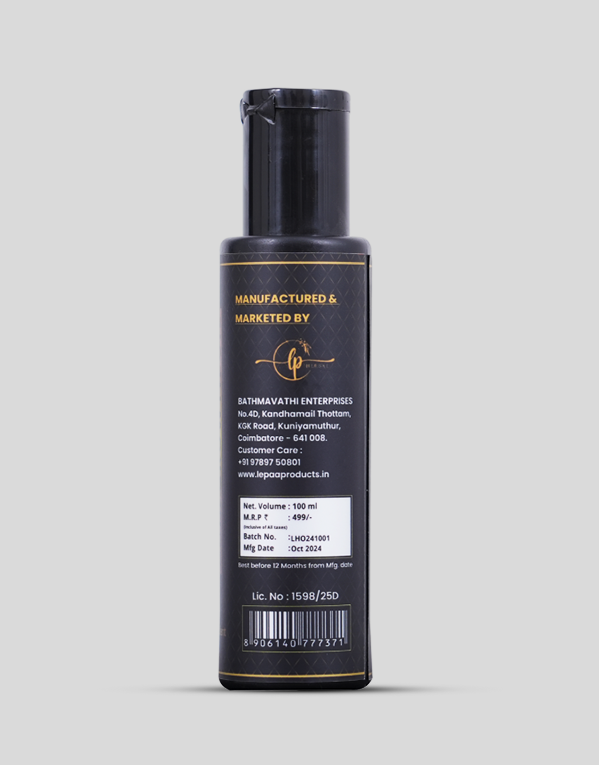 MANUFACTURED &
MARKETED BY
lp
BATHMAVATHI ENTERPRISES
No.4D, Kandhamail Thottam,
KGK Road, Kuniyamuthur,
Coimbatore - 641 008.
Customer Care :
+91 97897 50801
www.lepaaproducts.in
Net. Volume : 100 ml
M.R.P ₹ : 499/-
(Inclusive of All taxes)
Batch No. :LHO241001
Mfg Date :Oct 2024
Best before 12 Months from Mfg. date
Lic. No : 1598/25D
8 906140 777371